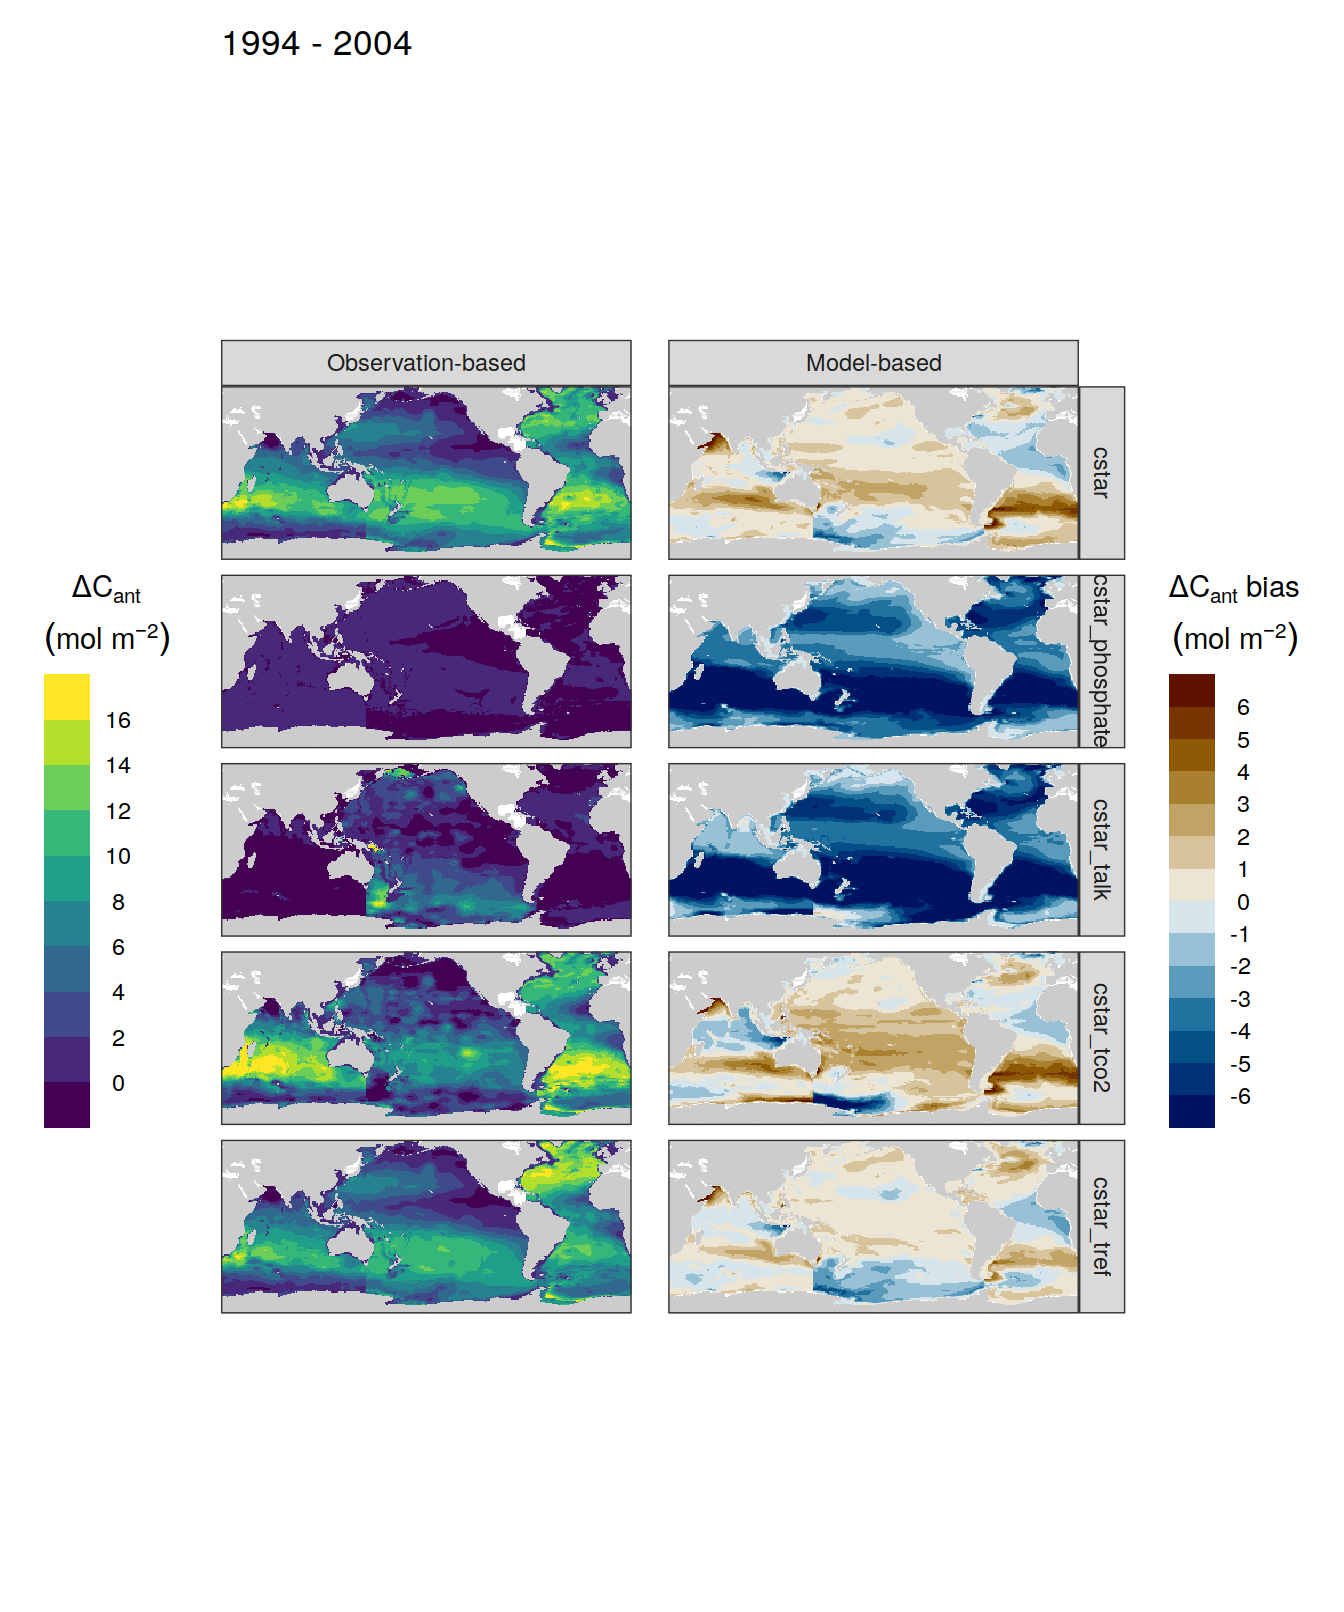 1994 - 2004
Observation-based
Model-based
cstar
cstar_phosphate
cstar_talk
cstar_tco2
cstar_tref
ΔCant
(mol m−2)
16
14
12
10
8
6
4
2
0
ΔCant bias
(mol m−2)
6
5
4
3
2
1
0
-1
-2
-3
-4
-5
-6